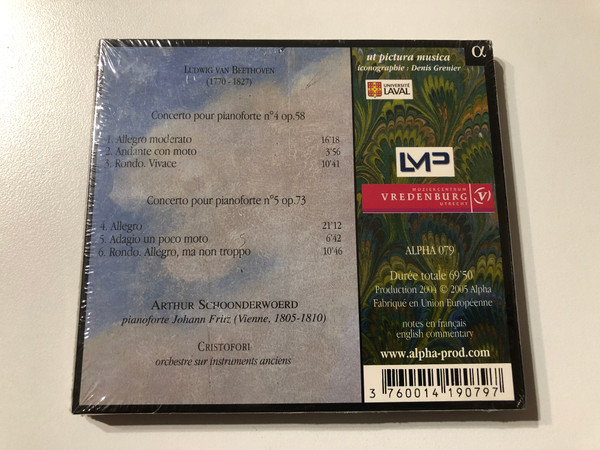 LUDWIG VAN BEETHOVEN
(1770 - 1827)
Concerto pour pianoforte n°4 op.58
1. Allegro moderato 16'18
2. Andante con moto 3'56
3. Rondo. Vivace 10'41
Concerto pour pianoforte n°5 op.73
4. Allegro 21'12
5. Adagio un poco moto 6'42
6. Rondo. Allegro, ma non troppo 10'46
ARTHUR SCHOONDERWOERD
pianoforte Johann Fritz (Vienne, 1805-1810)
CRISTOFORI
orchestre sur instruments anciens
α
ut pictura musica
iconographie : Denis Grenier
UNIVERSITÉ
LAVAL
LMP
MUZIEKCENTRUM
VREDENBURG
UTRECHT
V
ALPHA 079
Durée totale 69'50
Production 2004 © 2005 Alpha
Fabriqué en Union Européenne
notes en français
english commentary
www.alpha-prod.com
3 760014 190797